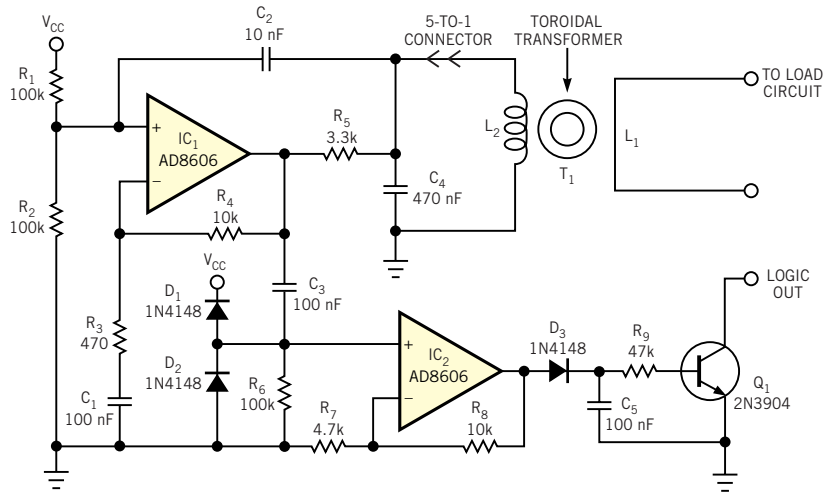 V_CC
C₂
10 nF
5-TO-1
CONNECTOR
TOROIDAL
TRANSFORMER
R₁
100k
TO LOAD
CIRCUIT
+
IC₁
AD8606
−
R₅
3.3k
L₂
L₁
T₁
R₂
100k
R₄
10k
C₄
470 nF
V_CC
C₃
100 nF
LOGIC
OUT
D₁
1N4148
R₃
470
+
IC₂
AD8606
−
D₃
1N4148
R₉
47k
D₂
1N4148
R₆
100k
Q₁
2N3904
C₁
100 nF
R₇
4.7k
R₈
10k
C₅
100 nF